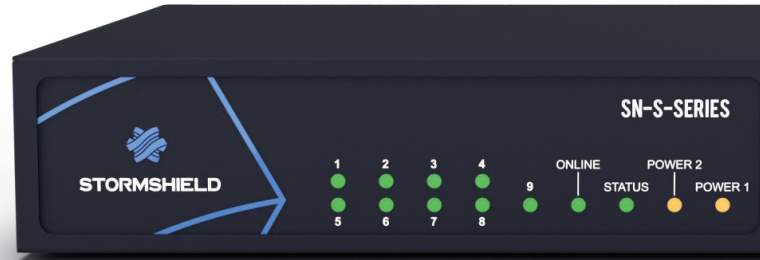 SN-S-SERIES
STORMSHIELD
1 2 3 4
5 6 7 8
9
ONLINE
STATUS
POWER 2
POWER 1